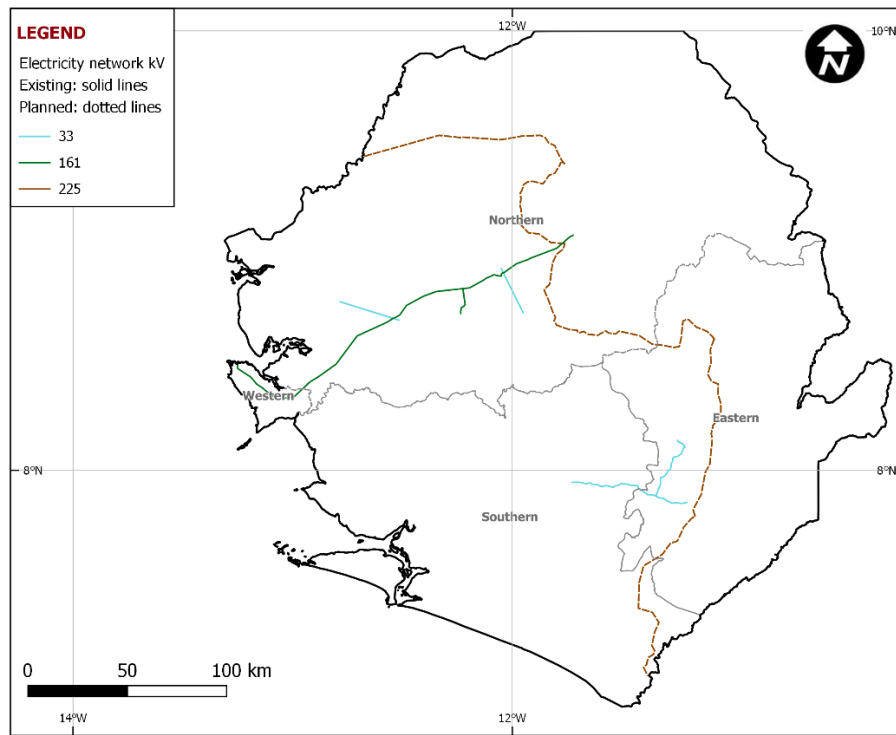 LEGEND
Electricity network kV
Existing: solid lines
Planned: dotted lines
33
161
225
12°W
10°N
N
Northern
Western
Eastern
8°N
8°N
Southern
0 50 100 km
14°W
12°W